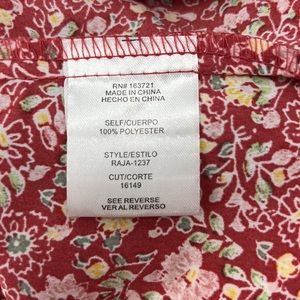 RN# 163721
MADE IN CHINA
HECHO EN CHINA
SELF/CUERPO
100% POLYESTER
STYLE/ESTILO
RAJA-1237
CUT/CORTE
16149
SEE REVERSE
VER AL REVERSO